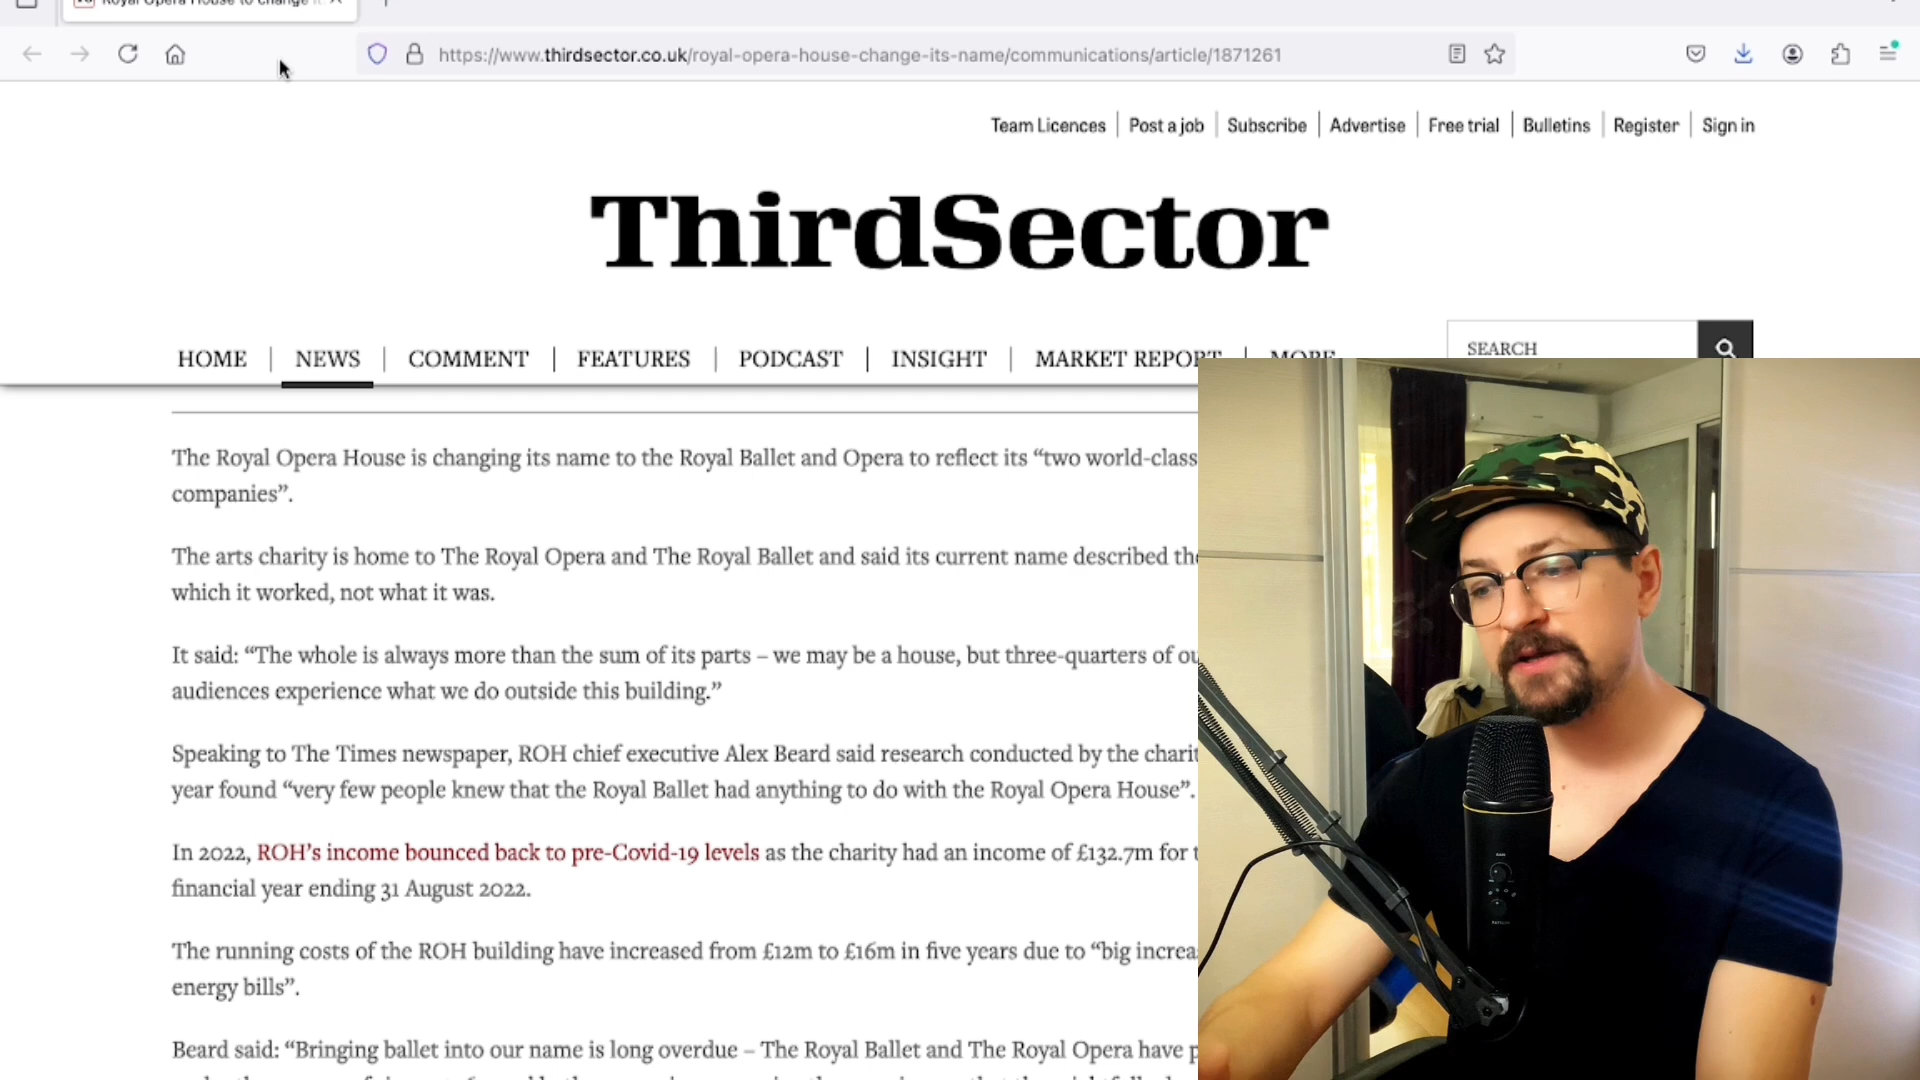 Royal Opera House to change it
https://www.thirdsector.co.uk/royal-opera-house-change-its-name/communications/article/1871261
Team Licences | Post a job | Subscribe | Advertise | Free trial | Bulletins | Register | Sign in
ThirdSector
HOME | NEWS | COMMENT | FEATURES | PODCAST | INSIGHT | MARKET REPORT | MORE
SEARCH
The Royal Opera House is changing its name to the Royal Ballet and Opera to reflect its “two world-class
companies”.
The arts charity is home to The Royal Opera and The Royal Ballet and said its current name described
which it worked, not what it was.
It said: “The whole is always more than the sum of its parts – we may be a house, but three-quarters of
audiences experience what we do outside this building.”
Speaking to The Times newspaper, ROH chief executive Alex Beard said research conducted by the
year found “very few people knew that the Royal Ballet had anything to do with the Royal Opera House”.
In 2022, ROH’s income bounced back to pre-Covid-19 levels as the charity had an income of £132.7m for
financial year ending 31 August 2022.
The running costs of the ROH building have increased from £12m to £16m in five years due to “big
energy bills”.
Beard said: “Bringing ballet into our name is long overdue – The Royal Ballet and The Royal Opera have